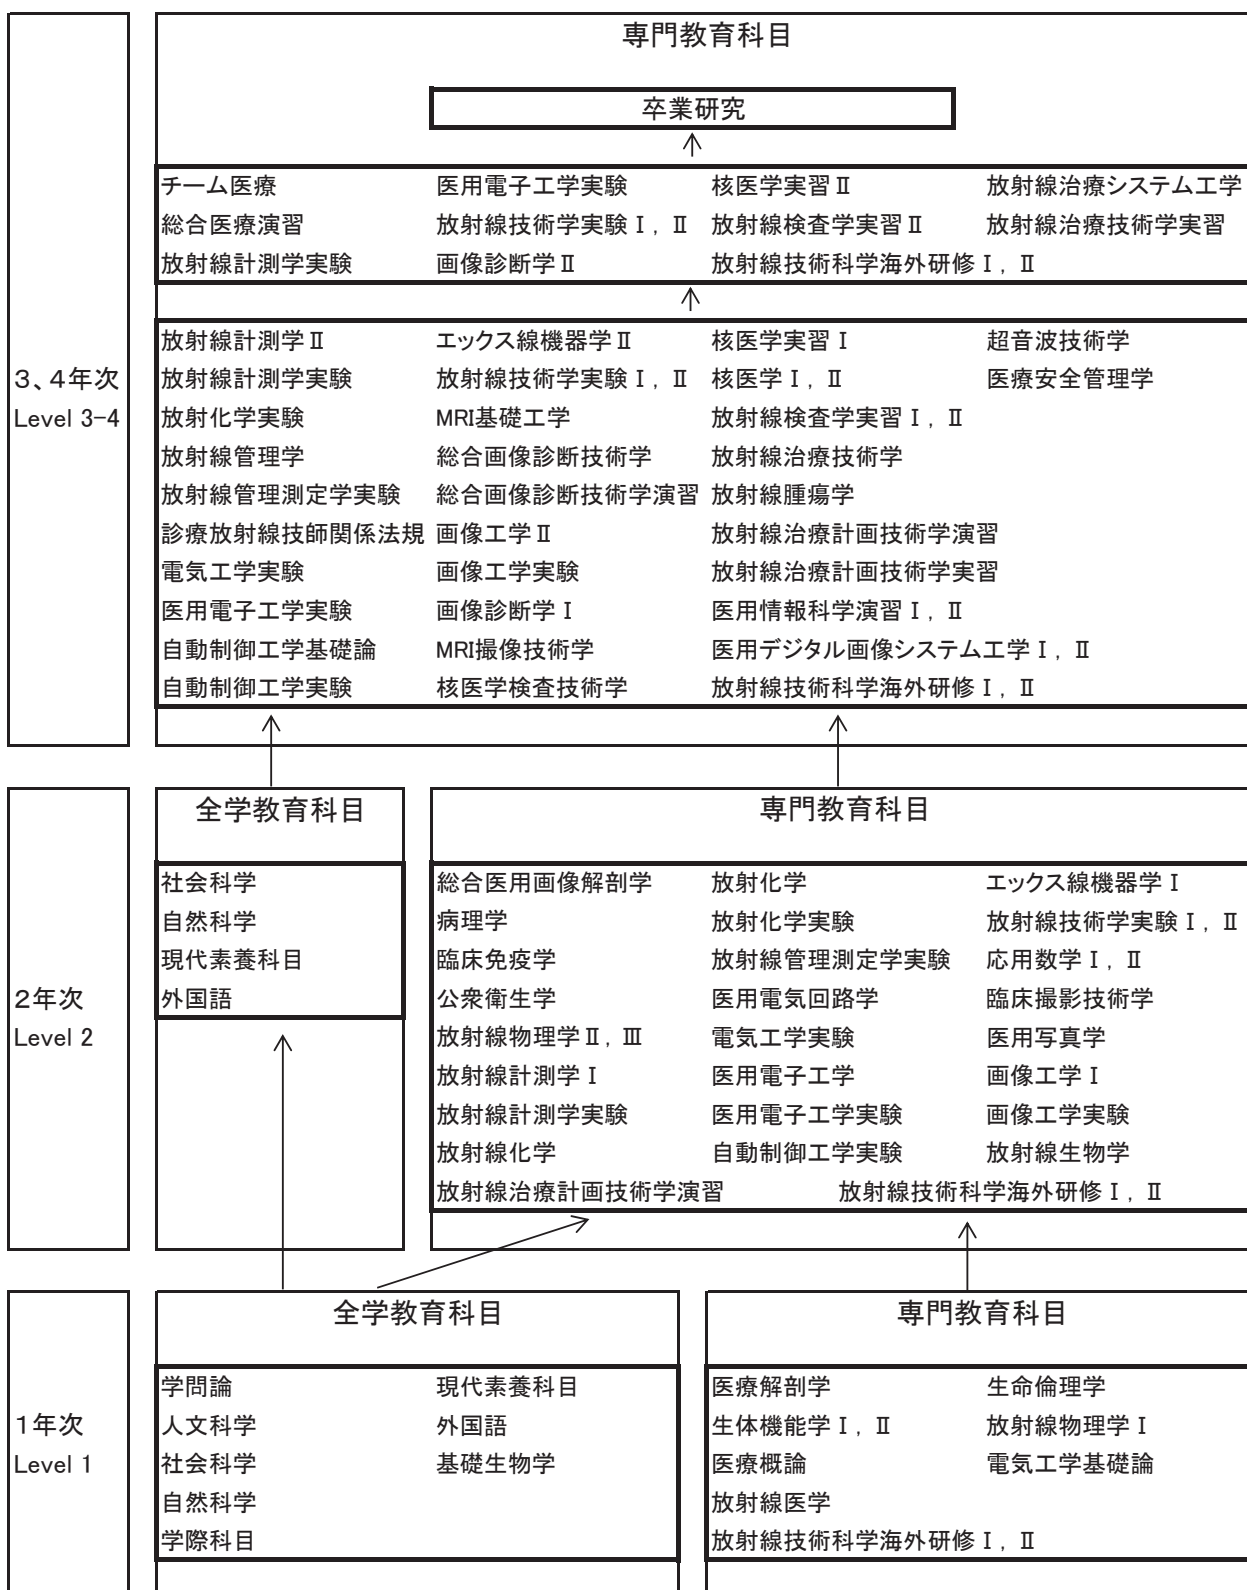 専門教育科目
卒業研究
チーム医療 医用電子工学実験 核医学実習Ⅱ 放射線治療システム工学
総合医療演習 放射線技術学実験Ⅰ，Ⅱ 放射線検査学実習Ⅱ 放射線治療技術学実習
放射線計測学実験 画像診断学Ⅱ 放射線技術科学海外研修Ⅰ，Ⅱ
3、4年次
Level 3-4
放射線計測学Ⅱ エックス線機器学Ⅱ 核医学実習Ⅰ 超音波技術学
放射線計測学実験 放射線技術学実験Ⅰ，Ⅱ 核医学Ⅰ，Ⅱ 医療安全管理学
放射化学実験 MRI基礎工学 放射線検査学実習Ⅰ，Ⅱ
放射線管理学 総合画像診断技術学 放射線治療技術学
放射線管理測定学実験 総合画像診断技術学演習 放射線腫瘍学
診療放射線技師関係法規 画像工学Ⅱ 放射線治療計画技術学演習
電気工学実験 画像工学実験 放射線治療計画技術学実習
医用電子工学実験 画像診断学Ⅰ 医用情報科学演習Ⅰ，Ⅱ
自動制御工学基礎論 MRI撮像技術学 医用デジタル画像システム工学Ⅰ，Ⅱ
自動制御工学実験 核医学検査技術学 放射線技術科学海外研修Ⅰ，Ⅱ
2年次
Level 2
全学教育科目
社会科学
自然科学
現代素養科目
外国語
専門教育科目
総合医用画像解剖学 放射化学 エックス線機器学Ⅰ
病理学 放射化学実験 放射線技術学実験Ⅰ，Ⅱ
臨床免疫学 放射線管理測定学実験 応用数学Ⅰ，Ⅱ
公衆衛生学 医用電気回路学 臨床撮影技術学
放射線物理学Ⅱ，Ⅲ 電気工学実験 医用写真学
放射線計測学Ⅰ 医用電子工学 画像工学Ⅰ
放射線計測学実験 医用電子工学実験 画像工学実験
放射線化学 自動制御工学実験 放射線生物学
放射線治療計画技術学演習 放射線技術科学海外研修Ⅰ，Ⅱ
1年次
Level 1
全学教育科目
学問論 現代素養科目
人文科学 外国語
社会科学 基礎生物学
自然科学
学際科目
専門教育科目
医療解剖学 生命倫理学
生体機能学Ⅰ，Ⅱ 放射線物理学Ⅰ
医療概論 電気工学基礎論
放射線医学
放射線技術科学海外研修Ⅰ，Ⅱ